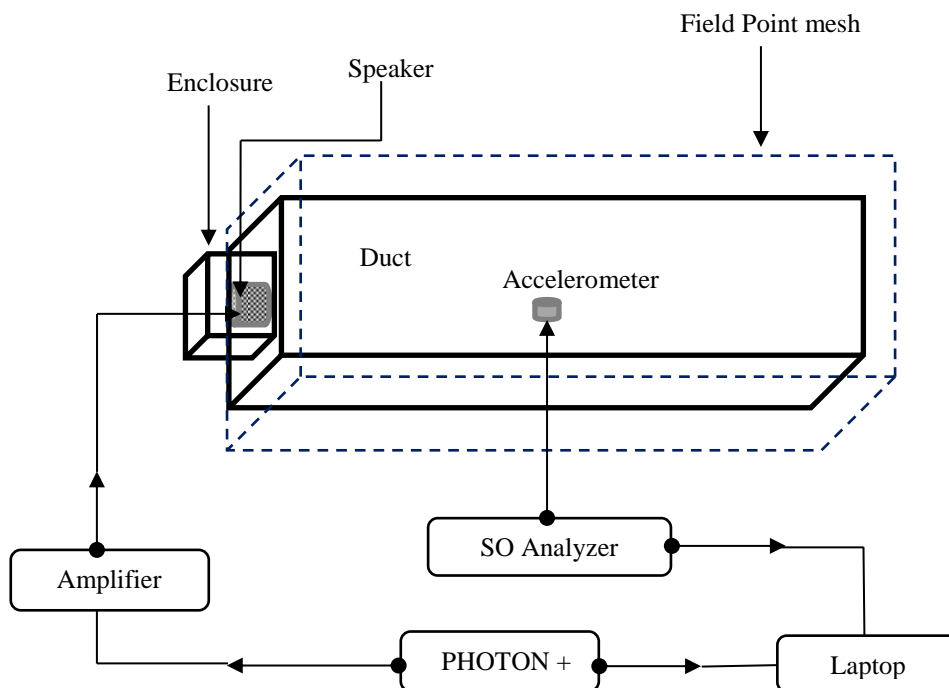 Field Point mesh
Speaker
Enclosure
Duct
Accelerometer
SO Analyzer
Amplifier
PHOTON +
Laptop